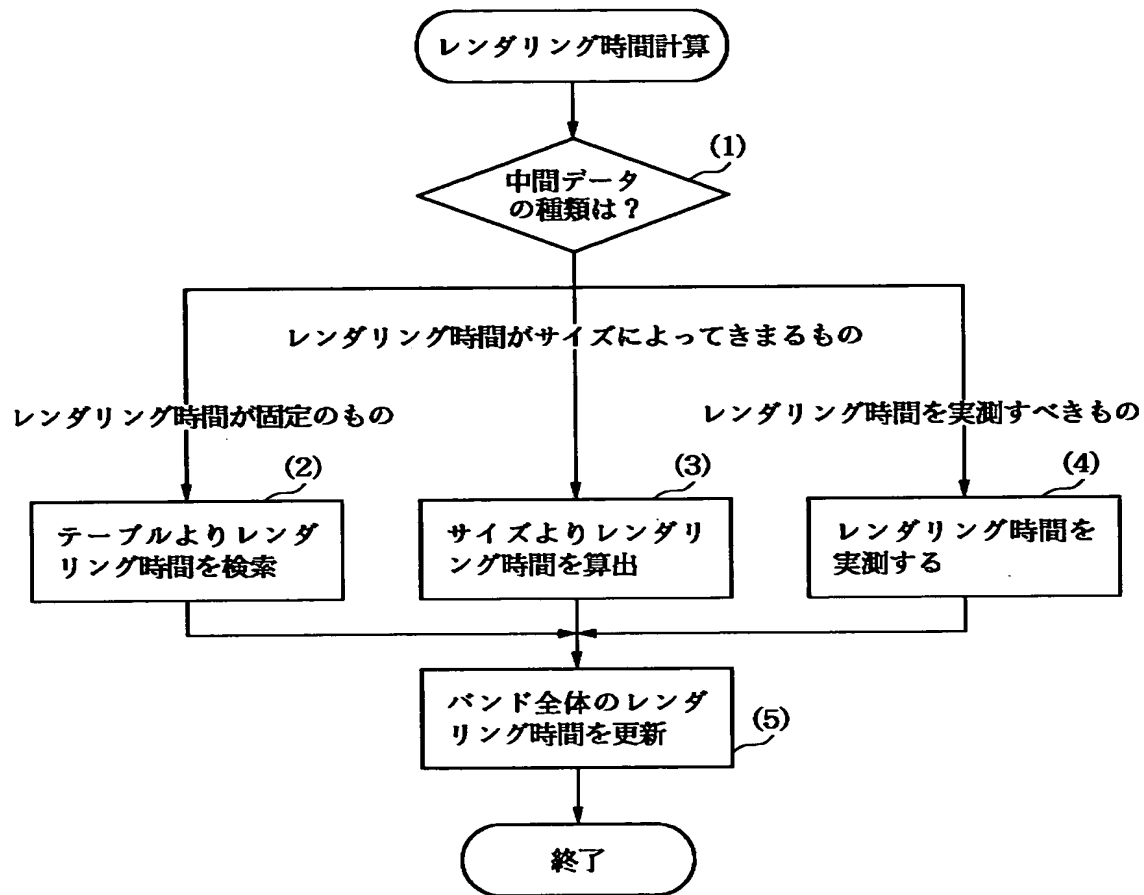 レンダリング時間計算
(1)
中間データ
の種類は?
レンダリング時間がサイズによってきまるもの
レンダリング時間が固定のもの
レンダリング時間を実測すべきもの
(2)
(3)
(4)
テーブルよりレンダ
リング時間を検索
サイズよりレンダリ
ング時間を算出
レンダリング時間を
実測する
バンド全体のレンダ
リング時間を更新
(5)
終了